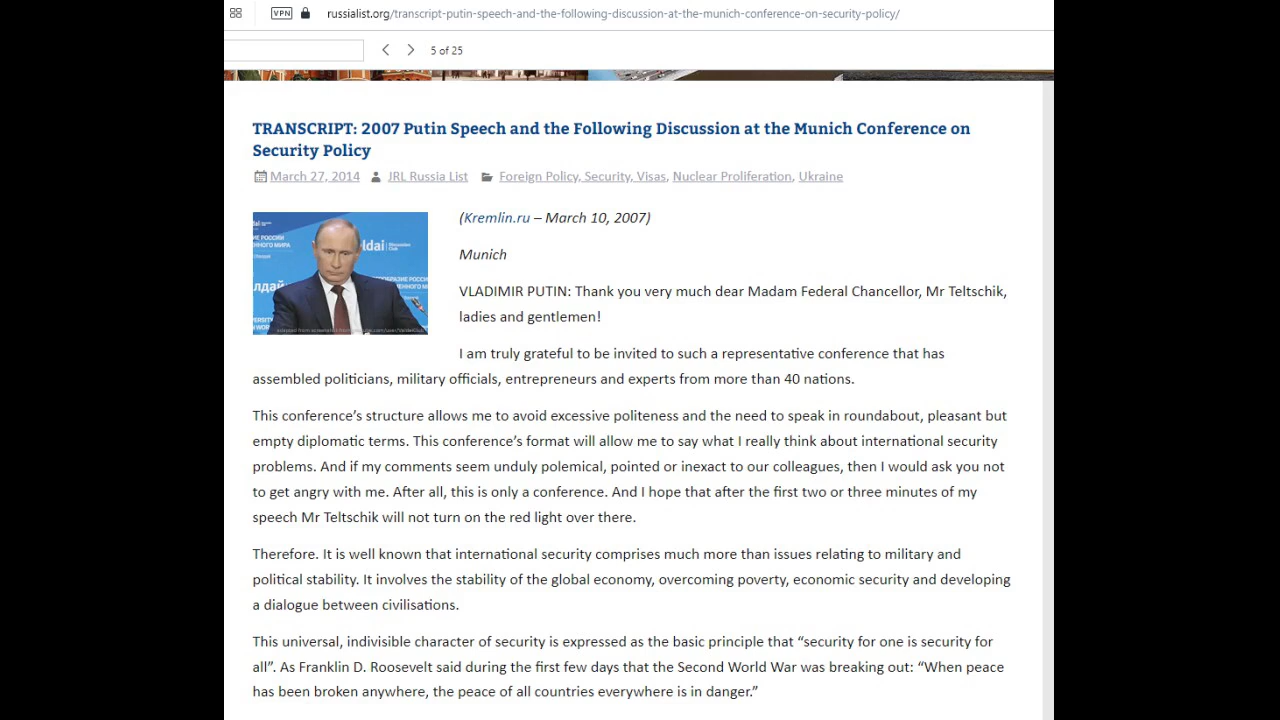 VPN russialist.org/transcript-putin-speech-and-the-following-discussion-at-the-munich-conference-on-security-policy/
5 of 25
TRANSCRIPT: 2007 Putin Speech and the Following Discussion at the Munich Conference on
Security Policy
March 27, 2014 JRL Russia List Foreign Policy, Security, Visas, Nuclear Proliferation, Ukraine
(Kremlin.ru – March 10, 2007)
Munich
VLADIMIR PUTIN: Thank you very much dear Madam Federal Chancellor, Mr Teltschik,
ladies and gentlemen!
I am truly grateful to be invited to such a representative conference that has
assembled politicians, military officials, entrepreneurs and experts from more than 40 nations.
This conference’s structure allows me to avoid excessive politeness and the need to speak in roundabout, pleasant but
empty diplomatic terms. This conference’s format will allow me to say what I really think about international security
problems. And if my comments seem unduly polemical, pointed or inexact to our colleagues, then I would ask you not
to get angry with me. After all, this is only a conference. And I hope that after the first two or three minutes of my
speech Mr Teltschik will not turn on the red light over there.
Therefore. It is well known that international security comprises much more than issues relating to military and
political stability. It involves the stability of the global economy, overcoming poverty, economic security and developing
a dialogue between civilisations.
This universal, indivisible character of security is expressed as the basic principle that “security for one is security for
all”. As Franklin D. Roosevelt said during the first few days that the Second World War was breaking out: “When peace
has been broken anywhere, the peace of all countries everywhere is in danger.”